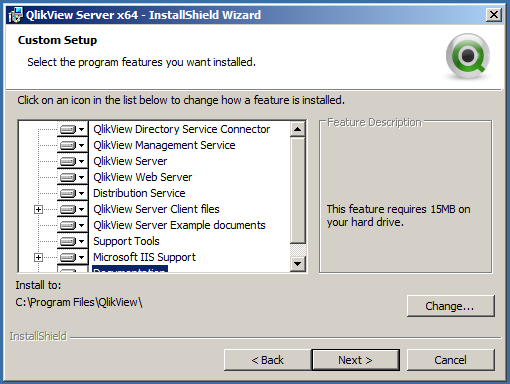 QlikView Server x64 - InstallShield Wizard
Custom Setup
Select the program features you want installed.
Click on an icon in the list below to change how a feature is installed.
QlikView Directory Service Connector
QlikView Management Service
QlikView Server
QlikView Web Server
Distribution Service
QlikView Server Client files
QlikView Server Example documents
Support Tools
Microsoft IIS Support
Documentation
Feature Description
This feature requires 15MB on
your hard drive.
Install to:
C:\Program Files\QlikView\
Change...
InstallShield
< Back
Next >
Cancel